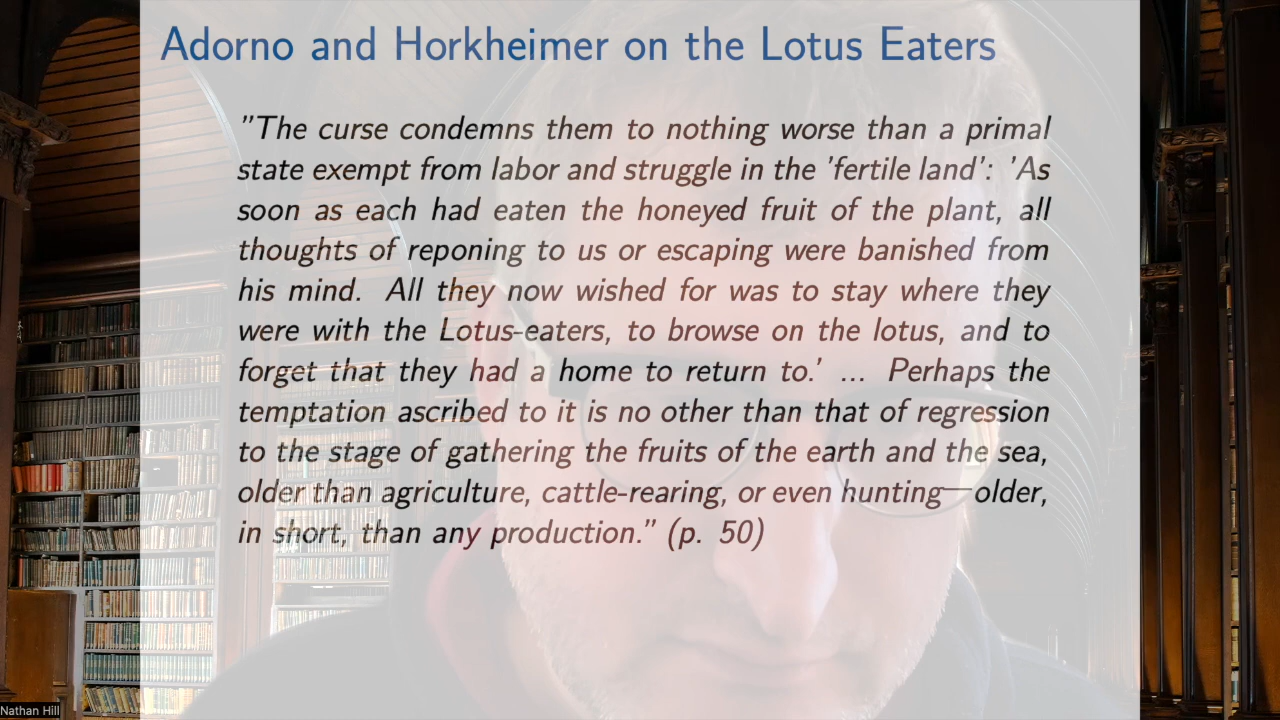 Adorno and Horkheimer on the Lotus Eaters
"The curse condemns them to nothing worse than a primal
state exempt from labor and struggle in the 'fertile land': 'As
soon as each had eaten the honeyed fruit of the plant, all
thoughts of reponing to us or escaping were banished from
his mind. All they now wished for was to stay where they
were with the Lotus-eaters, to browse on the lotus, and to
forget that they had a home to return to.' ... Perhaps the
temptation ascribed to it is no other than that of regression
to the stage of gathering the fruits of the earth and the sea,
older than agriculture, cattle-rearing, or even hunting—older,
in short, than any production." (p. 50)
Nathan Hill